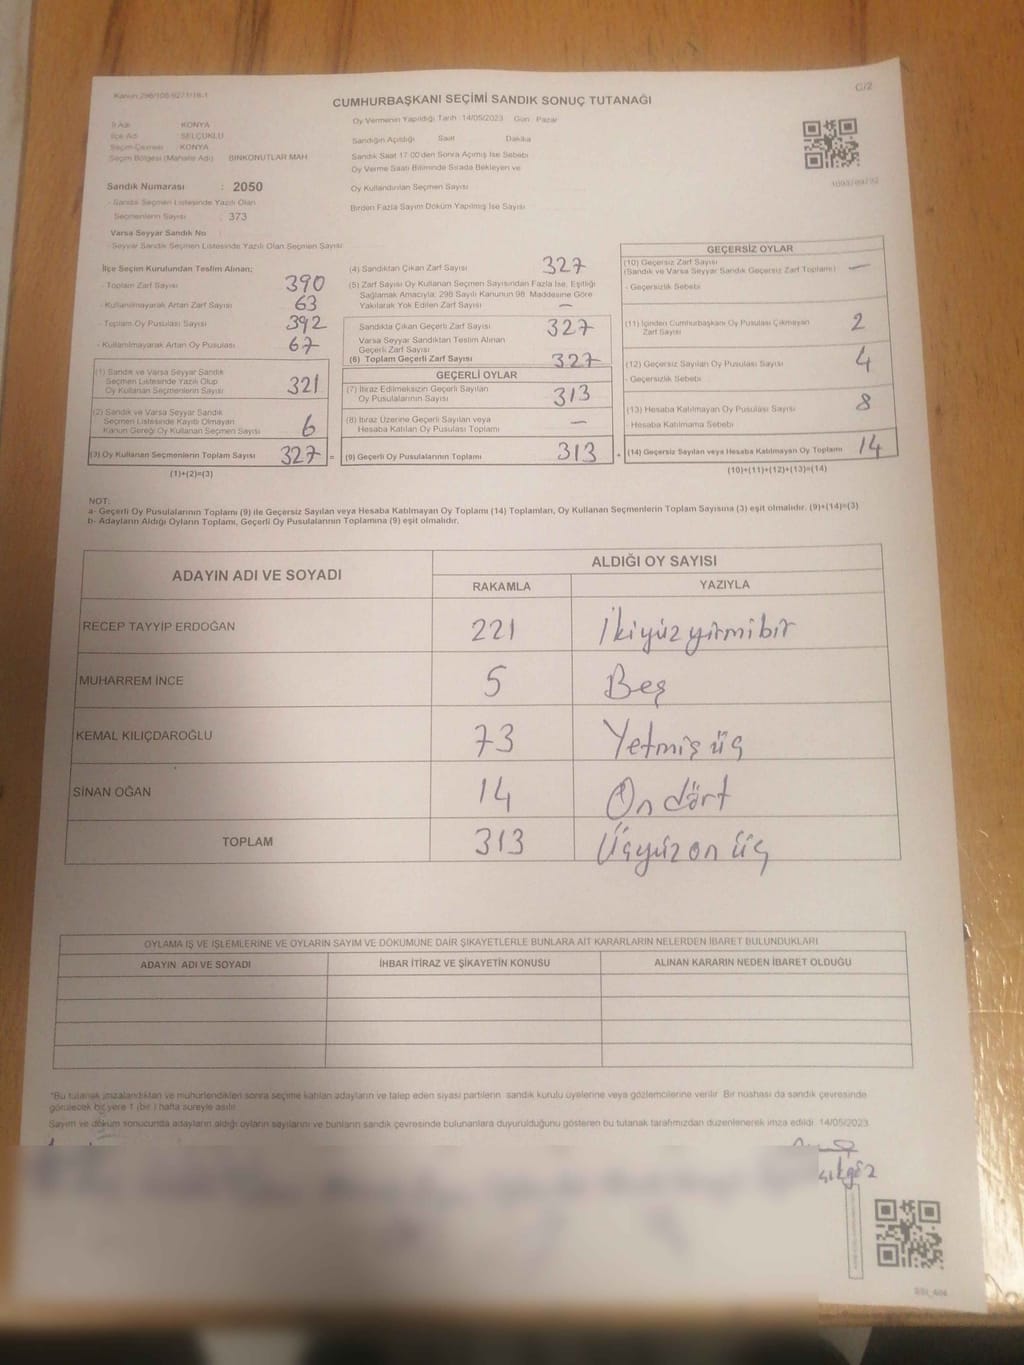 Kanun 298/105-6271/18-1
C/2
CUMHURBAŞKANI SEÇİMİ SANDIK SONUÇ TUTANAĞI
İl Adı : KONYA
İlçe Adı : SELÇUKLU
Seçim Çevresi : KONYA
Seçim Bölgesi (Mahalle Adı) : BİNKONUTLAR MAH
Sandık Numarası : 2050
- Sandık Seçmen Listesinde Yazılı Olan
Seçmenlerin Sayısı : 373
Varsa Seyyar Sandık No :
- Seyyar Sandık Seçmen Listesinde Yazılı Olan Seçmen Sayısı
Oy Vermenin Yapıldığı Tarih :14/05/2023 Gün : Pazar
Sandığın Açıldığı Saat Dakika
Sandık Saat 17:00'den Sonra Açımış İse Sebebi
Oy Verme Saati Bitiminde Sırada Bekleyen ve
Oy Kullandırılan Seçmen Sayısı
Birden Fazla Sayım Döküm Yapılmış İse Sayısı
İlçe Seçim Kurulundan Teslim Alınan;
- Toplam Zarf Sayısı 390
- Kullanılmayarak Artan Zarf Sayısı 63
- Toplam Oy Pusulası Sayısı 392
- Kullanılmayarak Artan Oy Pusulası 67
(1) Sandık ve Varsa Seyyar Sandık
Seçmen Listesinde Yazılı Olup
Oy Kullanan Seçmenlerin Sayısı 321
(2) Sandık ve Varsa Seyyar Sandık
Seçmen Listesinde Kayıtlı Olmayan
Kanun Gereği Oy Kullanan Seçmen Sayısı 6
(3) Oy Kullanan Seçmenlerin Toplam Sayısı 327 =
(1)+(2)=(3)
(4) Sandıktan Çıkan Zarf Sayısı 327
(5) Zarf Sayısı Oy Kullanan Seçmen Sayısından Fazla İse, Eşitliği
Sağlamak Amacıyla; 298 Sayılı Kanunun 98. Maddesine Göre
Yakılarak Yok Edilen Zarf Sayısı —
Sandıkta Çıkan Geçerli Zarf Sayısı 327
Varsa Seyyar Sandıktan Teslim Alınan
Geçerli Zarf Sayısı
(6) Toplam Geçerli Zarf Sayısı 327
GEÇERLİ OYLAR
(7) İtiraz Edilmeksizin Geçerli Sayılan
Oy Pusulalarının Sayısı 313
(8) İtiraz Üzerine Geçerli Sayılan veya
Hesaba Katılan Oy Pusulası Toplamı —
(9) Geçerli Oy Pusulalarının Toplamı 313 +
GEÇERSİZ OYLAR
(10) Geçersiz Zarf Sayısı
(Sandık ve Varsa Seyyar Sandık Geçersiz Zarf Toplamı) —
- Geçersizlik Sebebi
(11) İçinden Cumhurbaşkanı Oy Pusulası Çıkmayan
Zarf Sayısı 2
(12) Geçersiz Sayılan Oy Pusulası Sayısı 4
- Geçersizlik Sebebi
(13) Hesaba Katılmayan Oy Pusulası Sayısı 8
- Hesaba Katılmama Sebebi
(14) Geçersiz Sayılan veya Hesaba Katılmayan Oy Toplamı 14
(10)+(11)+(12)+(13)=(14)
NOT:
a- Geçerli Oy Pusulalarının Toplamı (9) ile Geçersiz Sayılan veya Hesaba Katılmayan Oy Toplamı (14) Toplamları, Oy Kullanan Seçmenlerin Toplam Sayısına (3) eşit olmalıdır. (9)+(14)=(3)
b- Adayların Aldığı Oyların Toplamı, Geçerli Oy Pusulalarının Toplamına (9) eşit olmalıdır.
ADAYIN ADI VE SOYADI
ALDIĞI OY SAYISI
RAKAMLA YAZIYLA
RECEP TAYYİP ERDOĞAN 221 İkiyüzyirmibir
MUHARREM İNCE 5 Beş
KEMAL KILIÇDAROĞLU 73 Yetmiş üç
SİNAN OĞAN 14 On dört
TOPLAM 313 Üçyüz on üç
OYLAMA İŞ VE İŞLEMLERİNE VE OYLARIN SAYIM VE DÖKÜMÜNE DAİR ŞİKAYETLERLE BUNLARA AİT KARARLARIN NELERDEN İBARET BULUNDUKLARI
ADAYIN ADI VE SOYADI İHBAR İTİRAZ VE ŞİKAYETİN KONUSU ALINAN KARARIN NEDEN İBARET OLDUĞU
*Bu tutanak imzalandıktan ve mühürlendikten sonra seçime katılan adayların ve talep eden siyasi partilerin sandık kurulu üyelerine veya gözlemcilerine verilir. Bir nüshası da sandık çevresinde
görülecek bir yere 1 (bir ) hafta süreyle asılır.
Sayım ve döküm sonucunda adayların aldığı oyların sayılarını ve bunların sandık çevresinde bulunanlara duyurulduğunu gösteren bu tutanak tarafımızdan düzenlenerek imza edildi. 14/05/2023